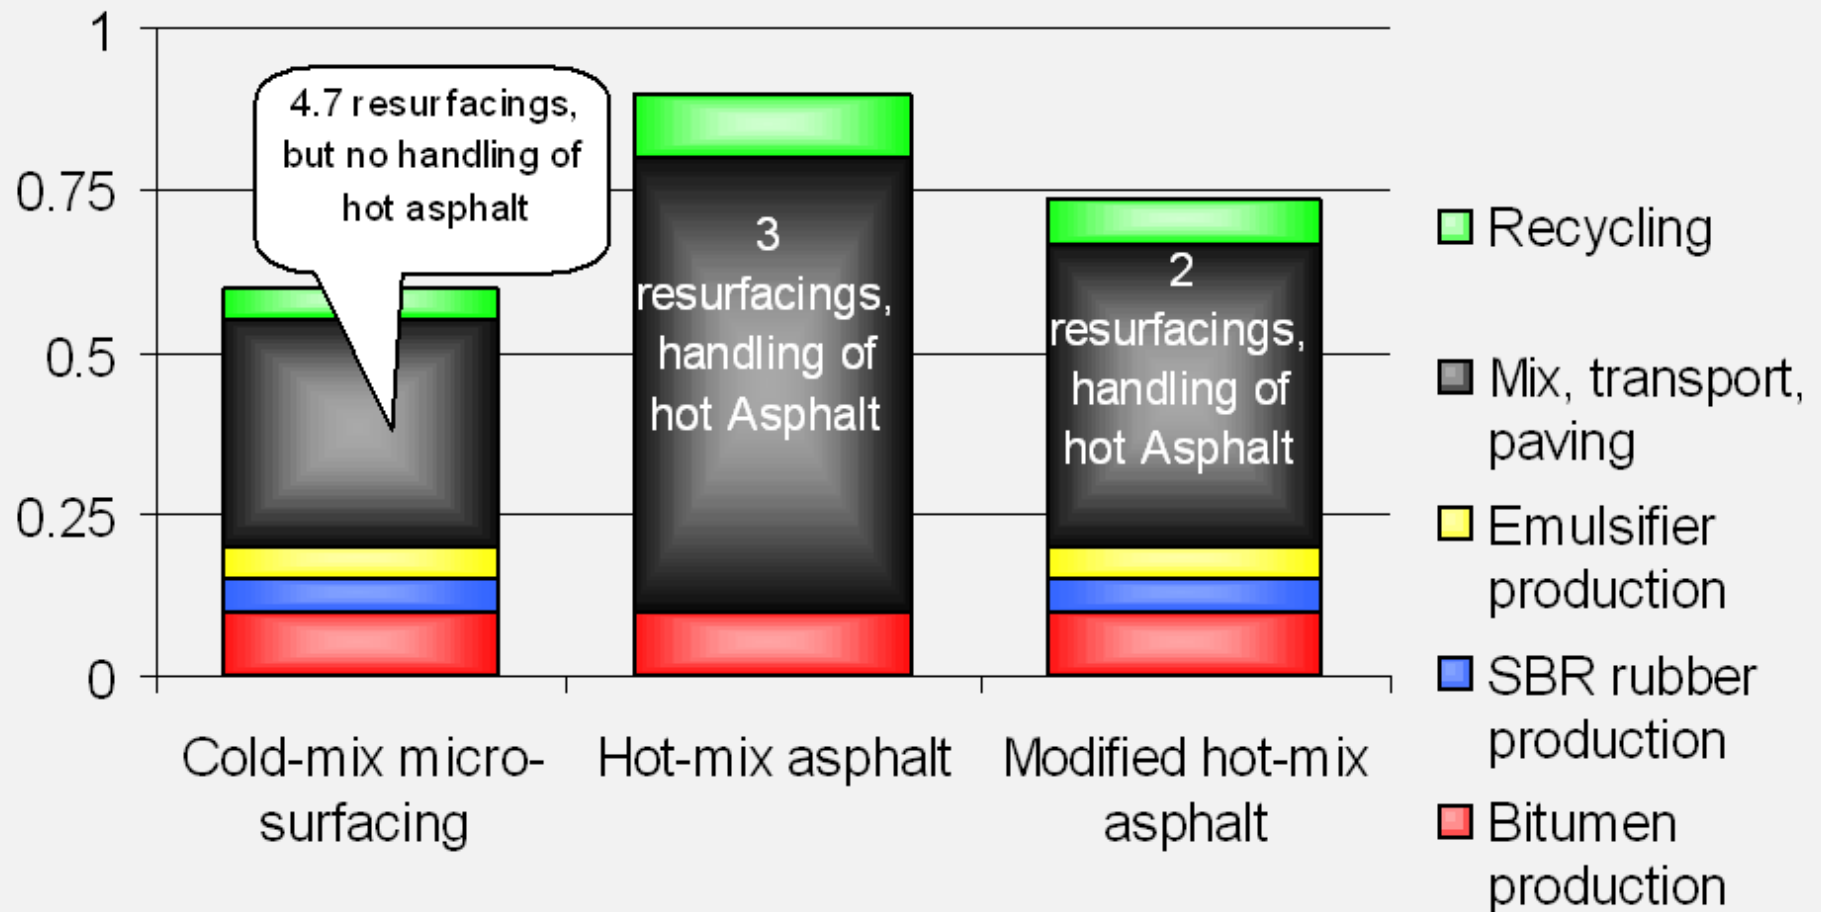 1
0.75
0.5
0.25
0
4.7 resurfacings,
but no handling of
hot asphalt
3
resurfacings,
handling of
hot Asphalt
2
resurfacings,
handling of
hot Asphalt
Cold-mix micro-
surfacing
Hot-mix asphalt
Modified hot-mix
asphalt
Recycling
Mix, transport,
paving
Emulsifier
production
SBR rubber
production
Bitumen
production